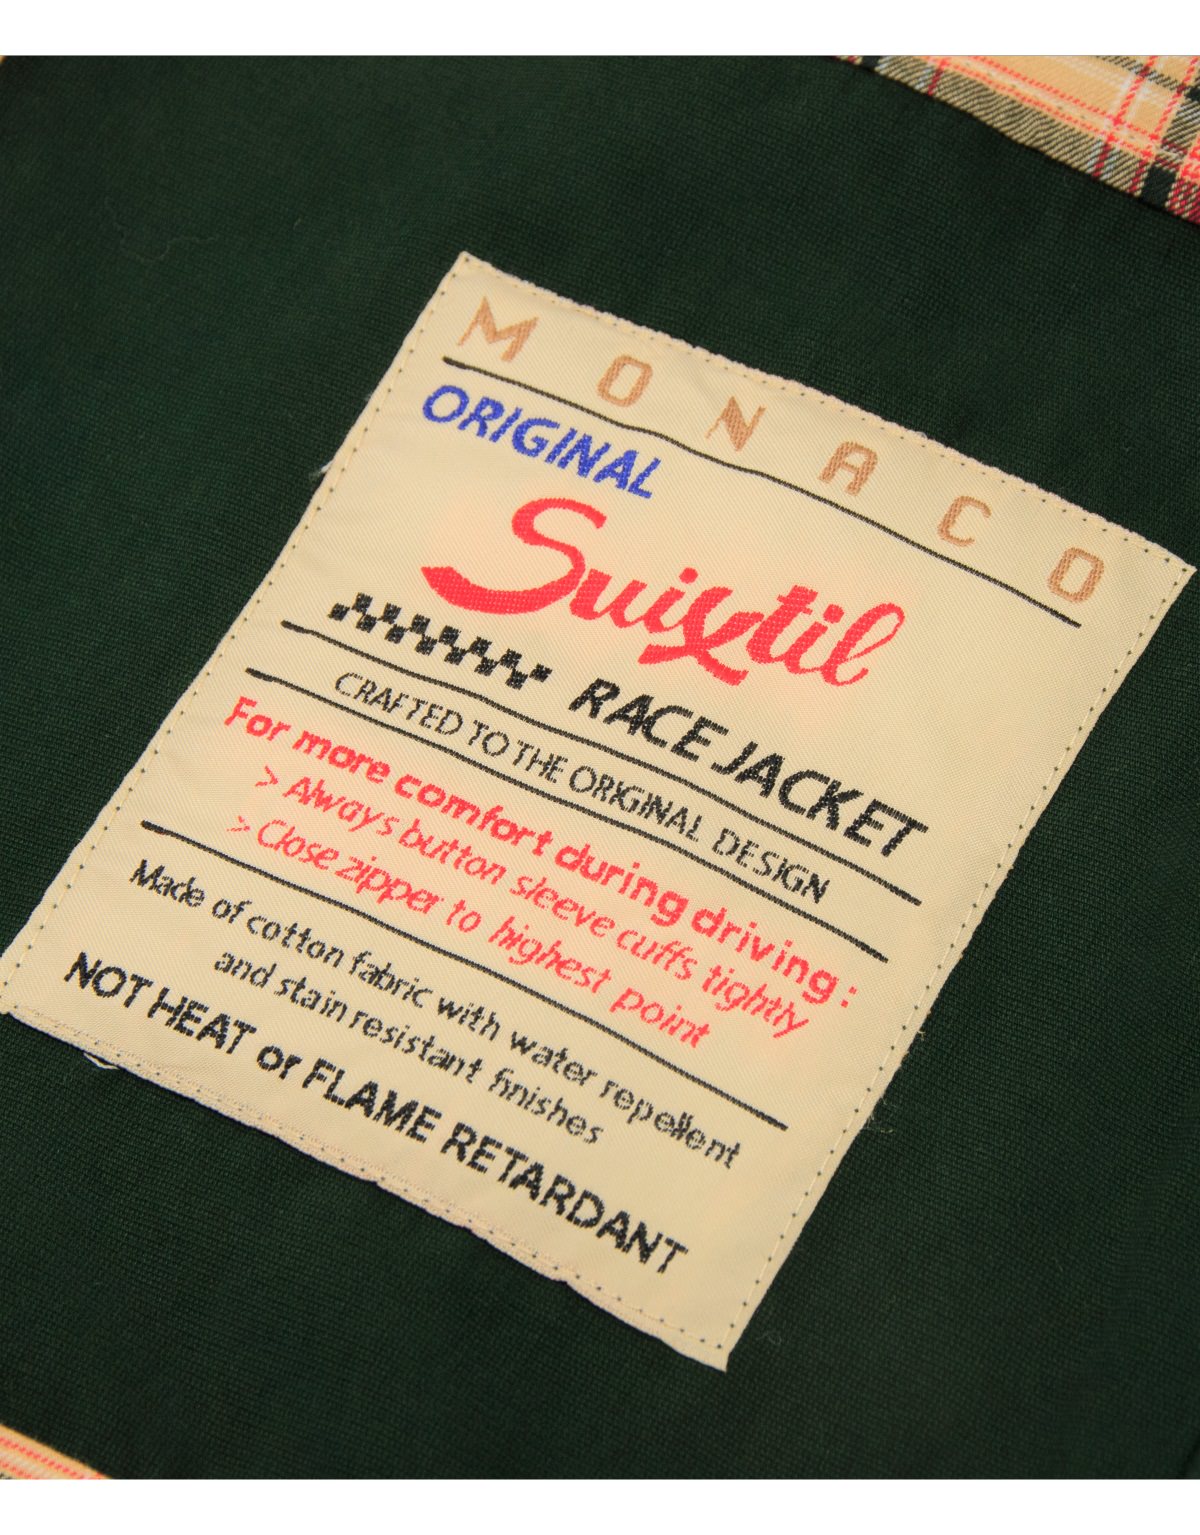 MONACO
ORIGINAL
Suixtil
RACE JACKET
CRAFTED TO THE ORIGINAL DESIGN
For more comfort during driving:
> Always button sleeve cuffs tightly
> Close zipper to highest point
Made of cotton fabric with water repellent
and stain resistant finishes
NOT HEAT or FLAME RETARDANT